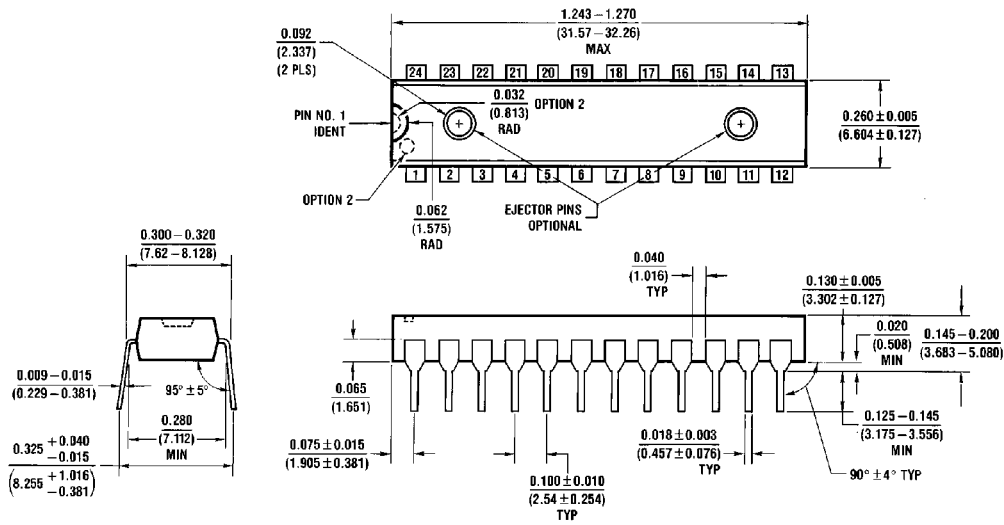 1.243 – 1.270
(31.57 – 32.26)
MAX
0.092
(2.337)
(2 PLS)
24 23 22 21 20 19 18 17 16 15 14 13
0.032
(0.813)
RAD
OPTION 2
PIN NO. 1
IDENT
0.260 ± 0.005
(6.604 ± 0.127)
1 2 3 4 5 6 7 8 9 10 11 12
OPTION 2
0.062
(1.575)
RAD
EJECTOR PINS
OPTIONAL
0.300 – 0.320
(7.62 – 8.128)
0.040
(1.016)
TYP
0.130 ± 0.005
(3.302 ± 0.127)
0.020
(0.508)
MIN
0.145 – 0.200
(3.683 – 5.080)
0.009 – 0.015
(0.229 – 0.381)
95° ± 5°
0.280
(7.112)
MIN
0.325 + 0.040 – 0.015
(8.255 + 1.016 – 0.381)
0.065
(1.651)
0.075 ± 0.015
(1.905 ± 0.381)
0.100 ± 0.010
(2.54 ± 0.254)
TYP
0.018 ± 0.003
(0.457 ± 0.076)
TYP
0.125 – 0.145
(3.175 – 3.556)
MIN
90° ± 4° TYP